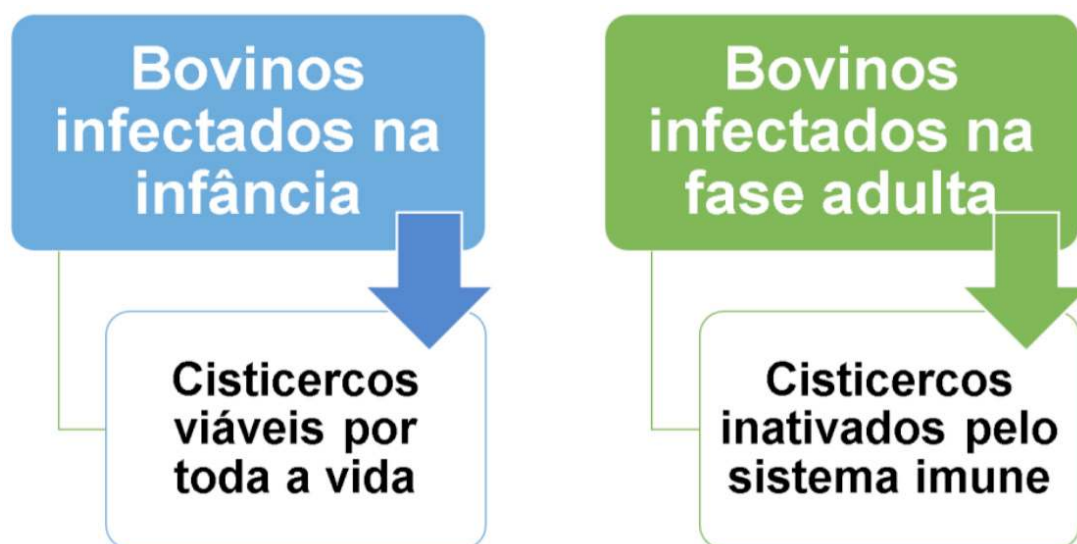 Bovinos
infectados na
infância
Cisticercos
viáveis por
toda a vida
Bovinos
infectados na
fase adulta
Cisticercos
inativados pelo
sistema imune